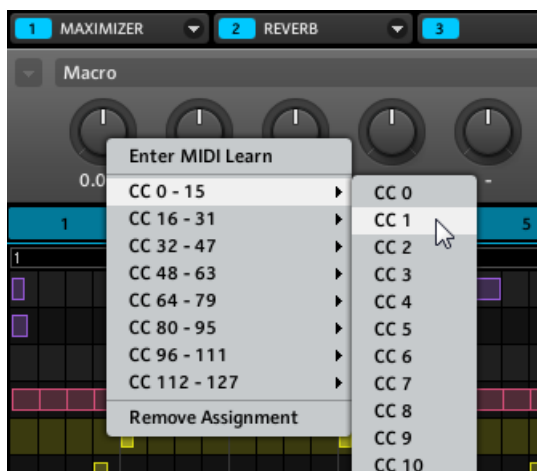 1 MAXIMIZER 2 REVERB 3
Macro
Enter MIDI Learn
0.0
-
CC 0 - 15
CC 0
1
CC 16 - 31
CC 1
5
CC 32 - 47
CC 2
1
CC 48 - 63
CC 3
CC 64 - 79
CC 4
CC 80 - 95
CC 5
CC 96 - 111
CC 6
CC 112 - 127
CC 7
Remove Assignment
CC 8
CC 9
CC 10